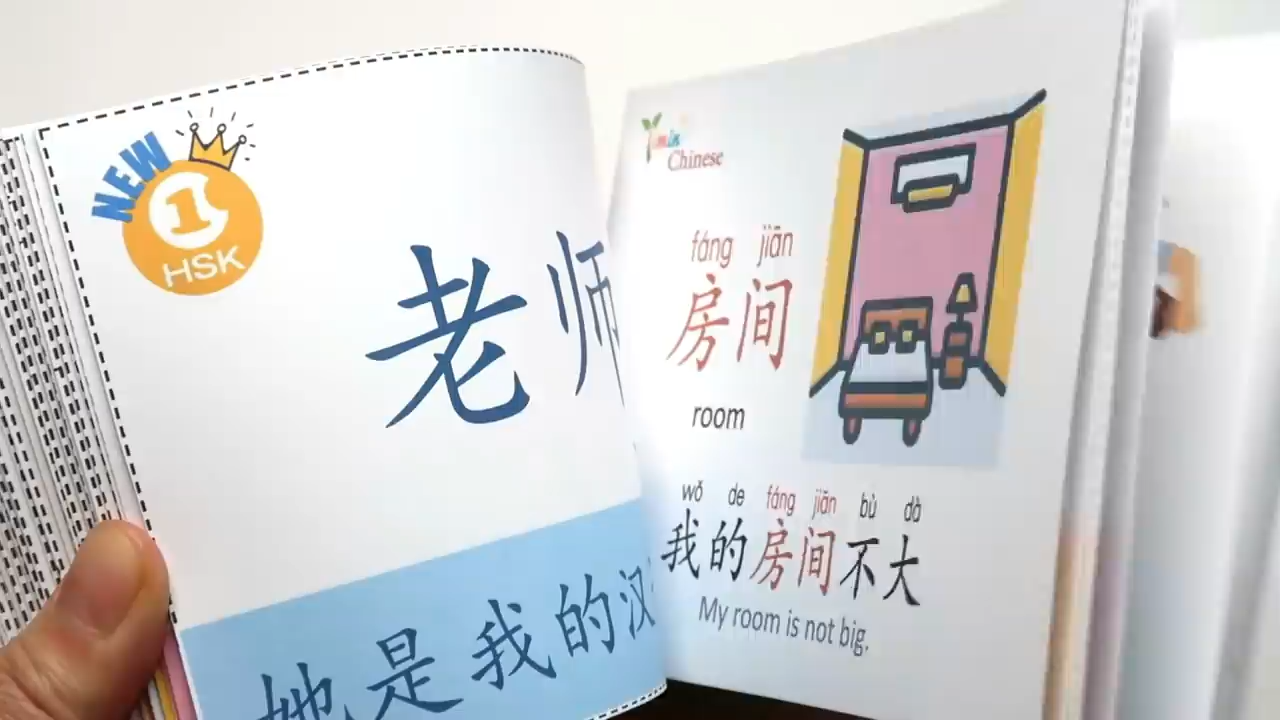 NEW
1
HSK
老师
她是我的汉
Yimin
Chinese
fáng jiān
房间
room
wǒ de fáng jiān bù dà
我的房间不大
My room is not big.